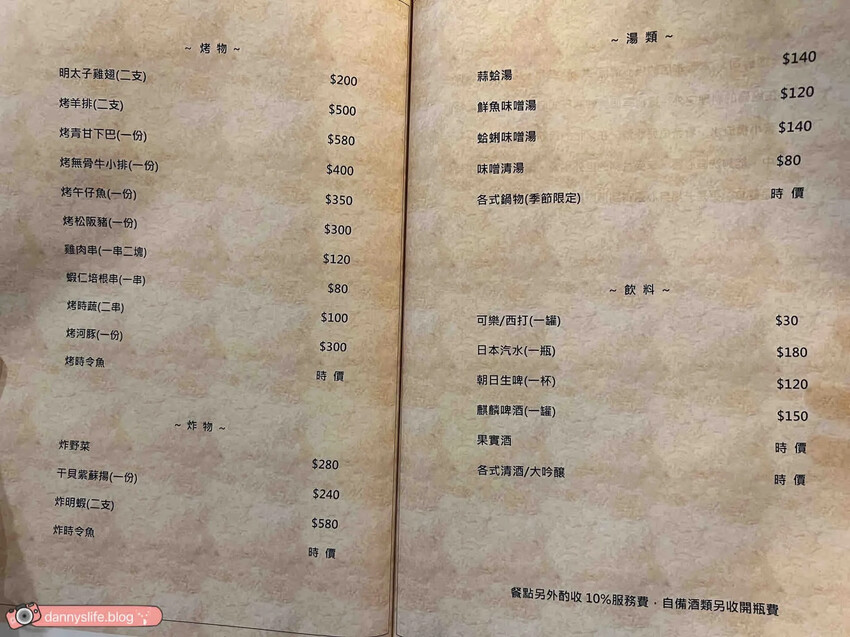 ~ 烤 物 ~
明太子雞翅(二支) $200
烤羊排(二支) $500
烤青甘下巴(一份) $580
烤無骨牛小排(一份) $400
烤午仔魚(一份) $350
烤松阪豬(一份) $300
雞肉串(一串二塊) $120
蝦仁培根串(一串) $80
烤時蔬(二串) $100
烤河豚(一份) $300
烤時令魚 時 價
~ 炸 物 ~
炸野菜 $280
干貝紫蘇揚(一份) $240
炸明蝦(二支) $580
炸時令魚 時 價
~ 湯 類 ~
蒜蛤湯 $140
鮮魚味噌湯 $120
蛤蜊味噌湯 $140
味噌清湯 $80
各式鍋物(季節限定) 時 價
~ 飲 料 ~
可樂/西打(一罐) $30
日本汽水(一瓶) $180
朝日生啤(一杯) $120
麒麟啤酒(一罐) $150
果實酒 時 價
各式清酒/大吟釀 時 價
餐點另外酌收 10%服務費．自備酒類另收開瓶費
dannyslife.blog